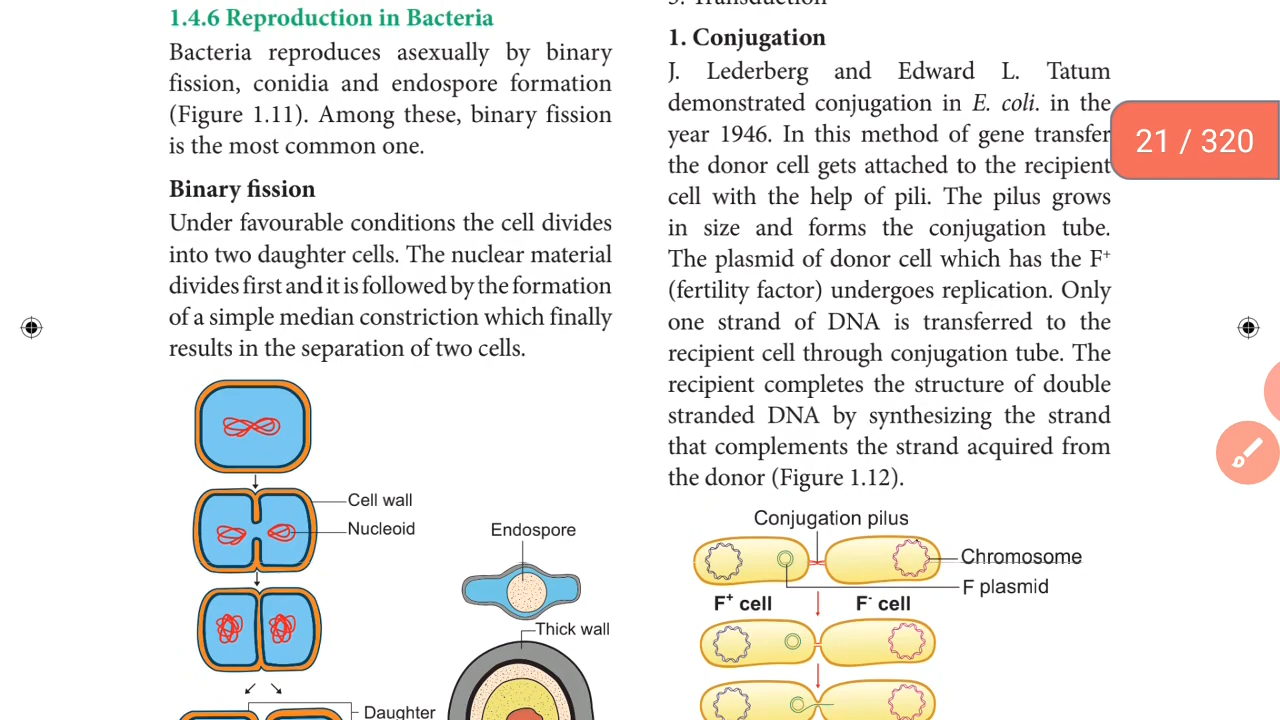 1.4.6 Reproduction in Bacteria
Bacteria reproduces asexually by binary
fission, conidia and endospore formation
(Figure 1.11). Among these, binary fission
is the most common one.
Binary fission
Under favourable conditions the cell divides
into two daughter cells. The nuclear material
divides first and it is followed by the formation
of a simple median constriction which finally
results in the separation of two cells.
Cell wall
Nucleoid
Endospore
Thick wall
Daughter
3. Transduction
1. Conjugation
J. Lederberg and Edward L. Tatum
demonstrated conjugation in E. coli. in the
year 1946. In this method of gene transfer
the donor cell gets attached to the recipient
cell with the help of pili. The pilus grows
in size and forms the conjugation tube.
The plasmid of donor cell which has the F⁺
(fertility factor) undergoes replication. Only
one strand of DNA is transferred to the
recipient cell through conjugation tube. The
recipient completes the structure of double
stranded DNA by synthesizing the strand
that complements the strand acquired from
the donor (Figure 1.12).
Conjugation pilus
Chromosome
F plasmid
F⁺ cell F⁻ cell
21 / 320